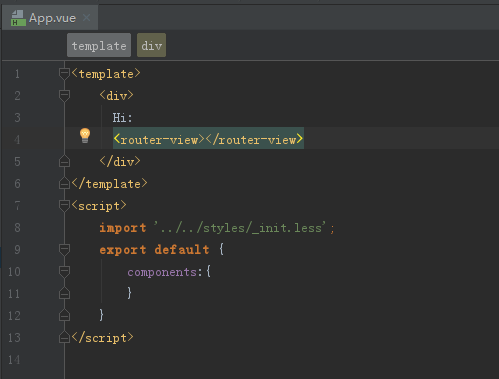 App.vue
template div
1 <template>
2 <div>
3 Hi:
4 <router-view></router-view>
5 </div>
6 </template>
7 <script>
8 import '../../styles/_init.less';
9 export default {
10 components:{
11 }
12 }
13 </script>
14